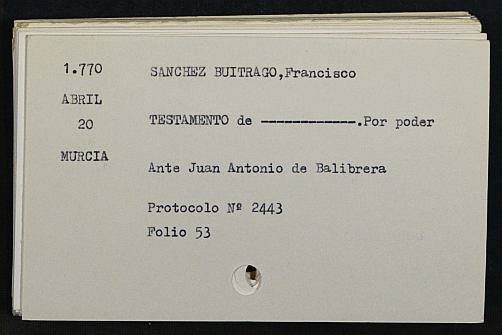 1.770 SANCHEZ BUITRAGO,Francisco
ABRIL
20 TESTAMENTO de ------------.Por poder
MURCIA
Ante Juan Antonio de Balibrera
Protocolo Nº 2443
Folio 53